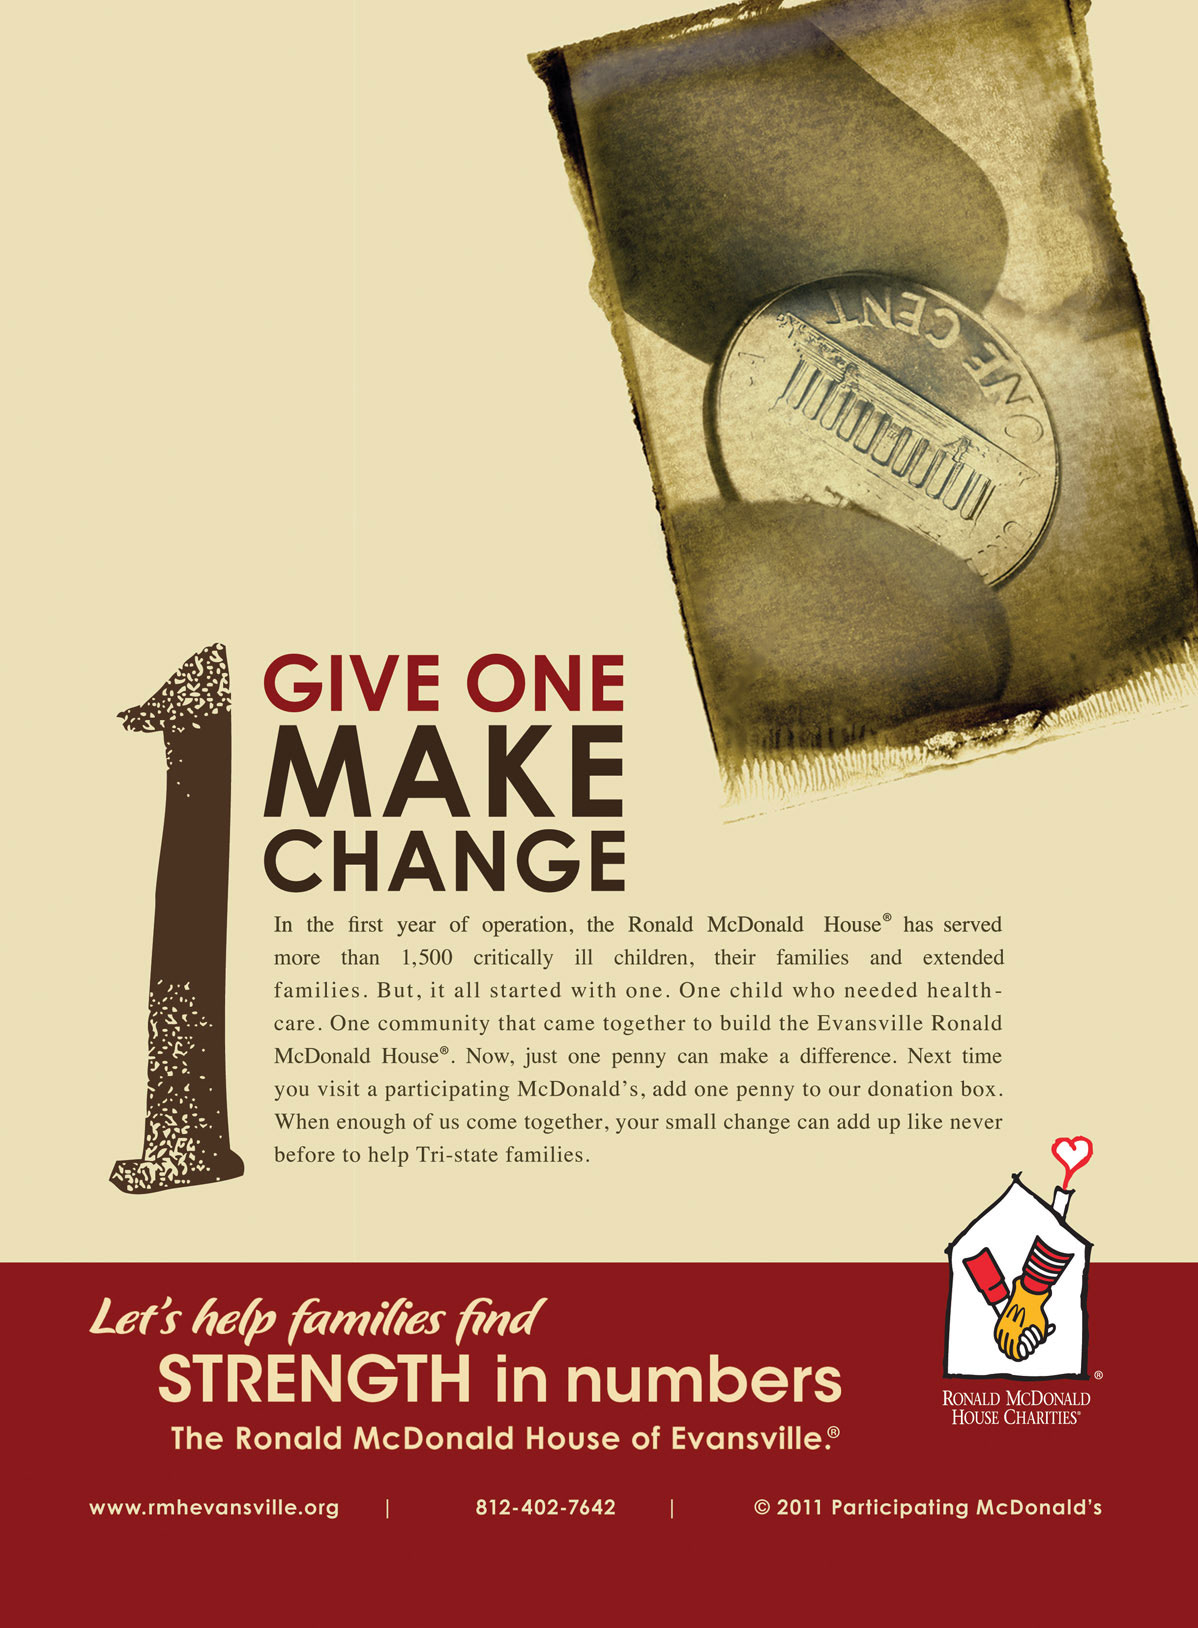 ONE CENT
1
GIVE ONE
MAKE
CHANGE
In the first year of operation, the Ronald McDonald House® has served
more than 1,500 critically ill children, their families and extended
families. But, it all started with one. One child who needed health-
care. One community that came together to build the Evansville Ronald
McDonald House®. Now, just one penny can make a difference. Next time
you visit a participating McDonald's, add one penny to our donation box.
When enough of us come together, your small change can add up like never
before to help Tri-state families.
Let's help families find
STRENGTH in numbers
The Ronald McDonald House of Evansville.®
®
RONALD MCDONALD
HOUSE CHARITIES®
www.rmhevansville.org | 812-402-7642 | © 2011 Participating McDonald's